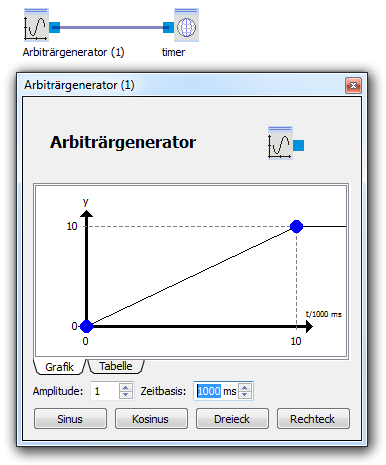 Arbiträrgenerator (1) timer
Arbiträrgenerator (1)
Arbiträrgenerator
y
10
0
t/1000 ms
0 10
Grafik Tabelle
Amplitude: 1 Zeitbasis: 1000 ms
Sinus Kosinus Dreieck Rechteck